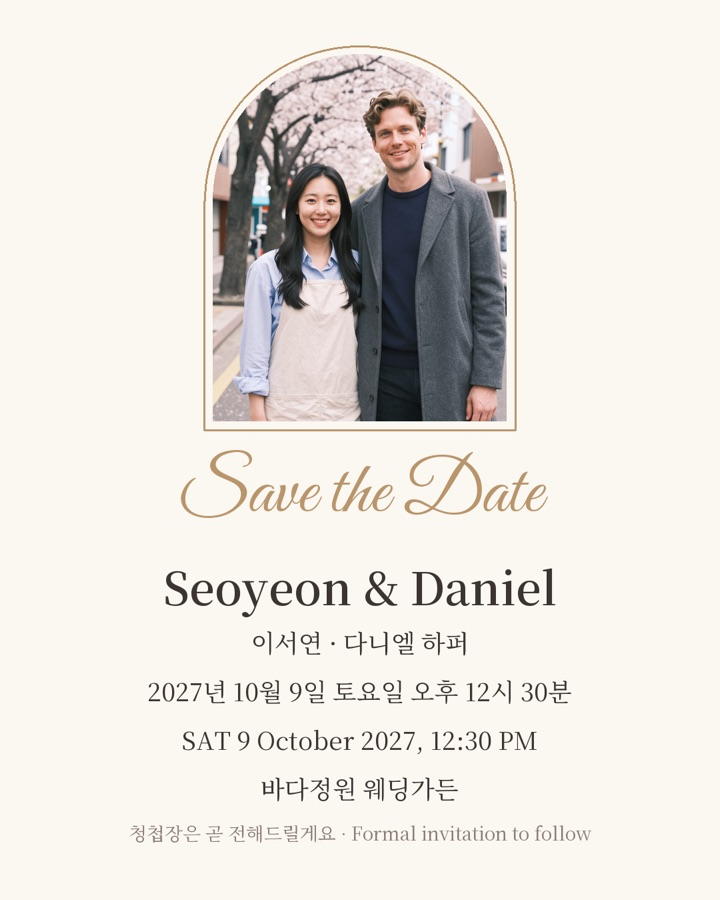 Save the Date
Seoyeon & Daniel
이서연 · 다니엘 하퍼
2027년 10월 9일 토요일 오후 12시 30분
SAT 9 October 2027, 12:30 PM
바다정원 웨딩가든
청첩장은 곧 전해드릴게요 · Formal invitation to follow